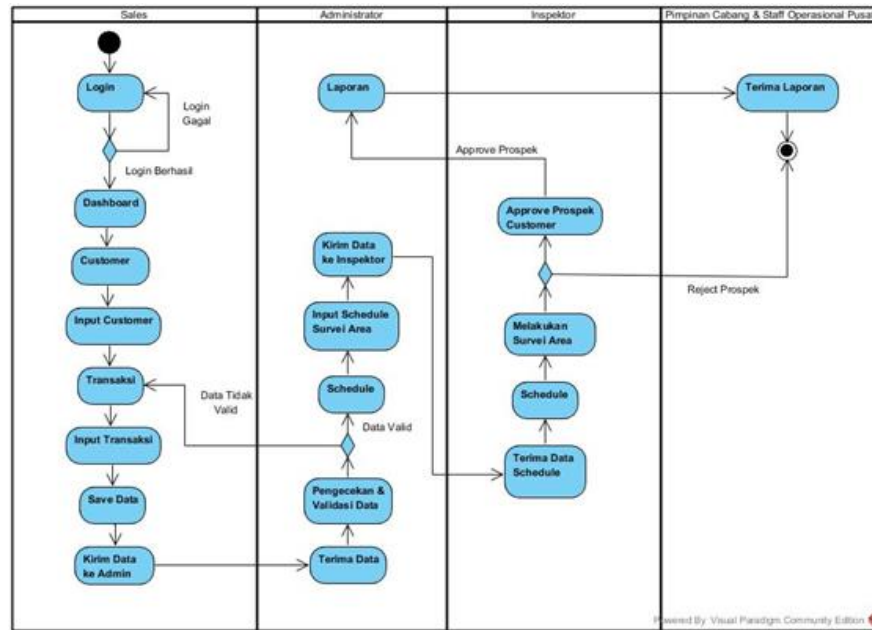 Sales
Administrator
Inspektor
Pimpinan Cabang & Staff Operasional Pusat
Login
Login
Gagal
Login Berhasil
Dashboard
Customer
Input Customer
Transaksi
Input Transaksi
Save Data
Kirim Data
ke Admin
Laporan
Kirim Data
ke Inspektor
Input Schedule
Survei Area
Schedule
Data Tidak
Valid
Data Valid
Pengecekan &
Validasi Data
Terima Data
Approve Prospek
Approve Prospek
Customer
Melakukan
Survei Area
Schedule
Terima Data
Schedule
Terima Laporan
Reject Prospek
Powered By Visual Paradigm Community Edition